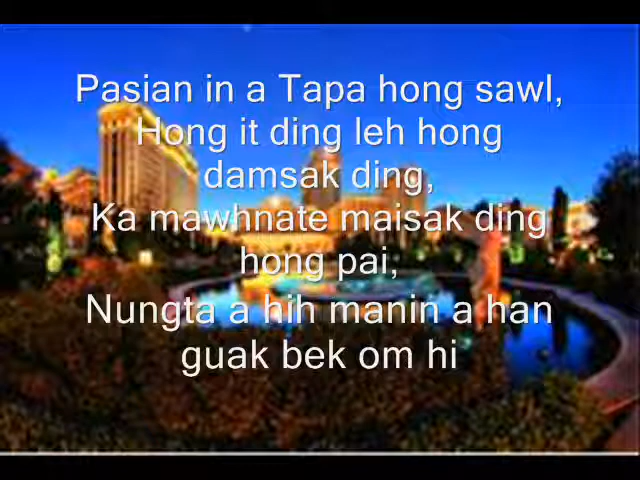 Pasian in a Tapa hong sawl,
Hong it ding leh hong
damsak ding,
Ka mawhnate maisak ding
hong pai,
Nungta a hih manin a han
guak bek om hi